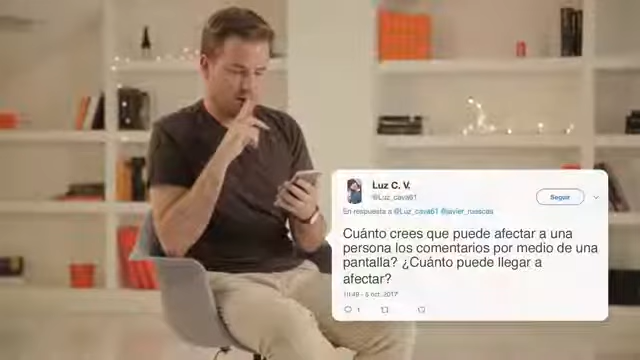 Luz C. V.
@Luz_cava61
Seguir
En respuesta a @Luz_cava61 @javier_ruescas
Cuánto crees que puede afectar a una
persona los comentarios por medio de una
pantalla? ¿Cuánto puede llegar a
afectar?
10:49 - 5 oct. 2017
1